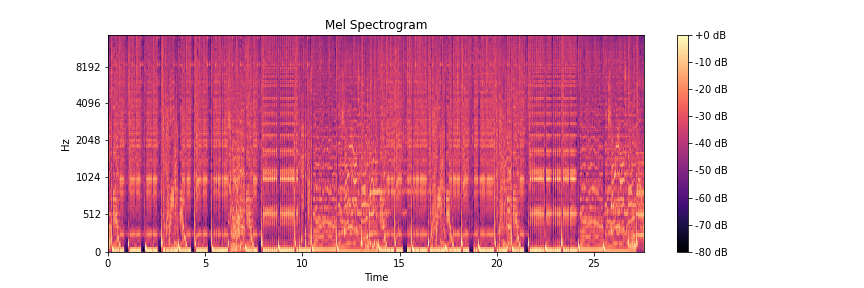 Mel Spectrogram
8192
4096
2048
1024
512
0
Hz
0 5 10 15 20 25
Time
+0 dB
-10 dB
-20 dB
-30 dB
-40 dB
-50 dB
-60 dB
-70 dB
-80 dB